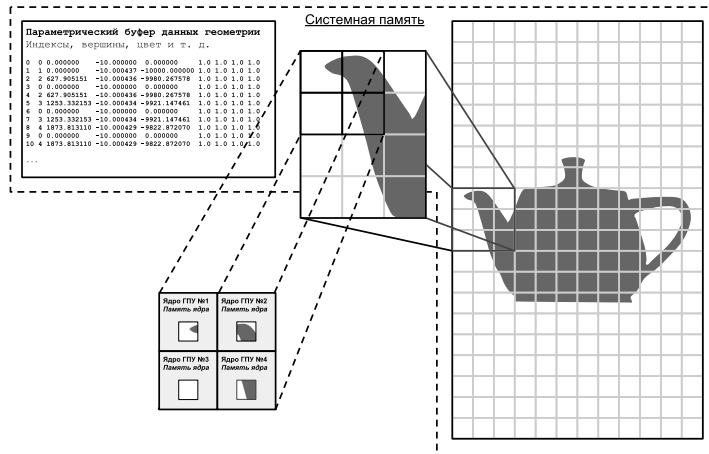 Системная память
Параметрический буфер данных геометрии
Индексы, вершины, цвет и т. д.
0 0 0.000000 -10.000000 0.000000 1.0 1.0 1.0 1.0
1 1 0.000000 -10.000437 -10000.000000 1.0 1.0 1.0 1.0
2 2 627.905151 -10.000436 -9980.267578 1.0 1.0 1.0 1.0
3 0 0.000000 -10.000000 0.000000 1.0 1.0 1.0 1.0
4 2 627.905151 -10.000436 -9980.267578 1.0 1.0 1.0 1.0
5 3 1253.332153 -10.000434 -9921.147461 1.0 1.0 1.0 1.0
6 0 0.000000 -10.000000 0.000000 1.0 1.0 1.0 1.0
7 3 1253.332153 -10.000434 -9921.147461 1.0 1.0 1.0 1.0
8 4 1873.813110 -10.000429 -9822.872070 1.0 1.0 1.0 1.0
9 0 0.000000 -10.000000 0.000000 1.0 1.0 1.0 1.0
10 4 1873.813110 -10.000429 -9822.872070 1.0 1.0 1.0 1.0
...
Ядро ГПУ №1
Память ядра
Ядро ГПУ №2
Память ядра
Ядро ГПУ №3
Память ядра
Ядро ГПУ №4
Память ядра